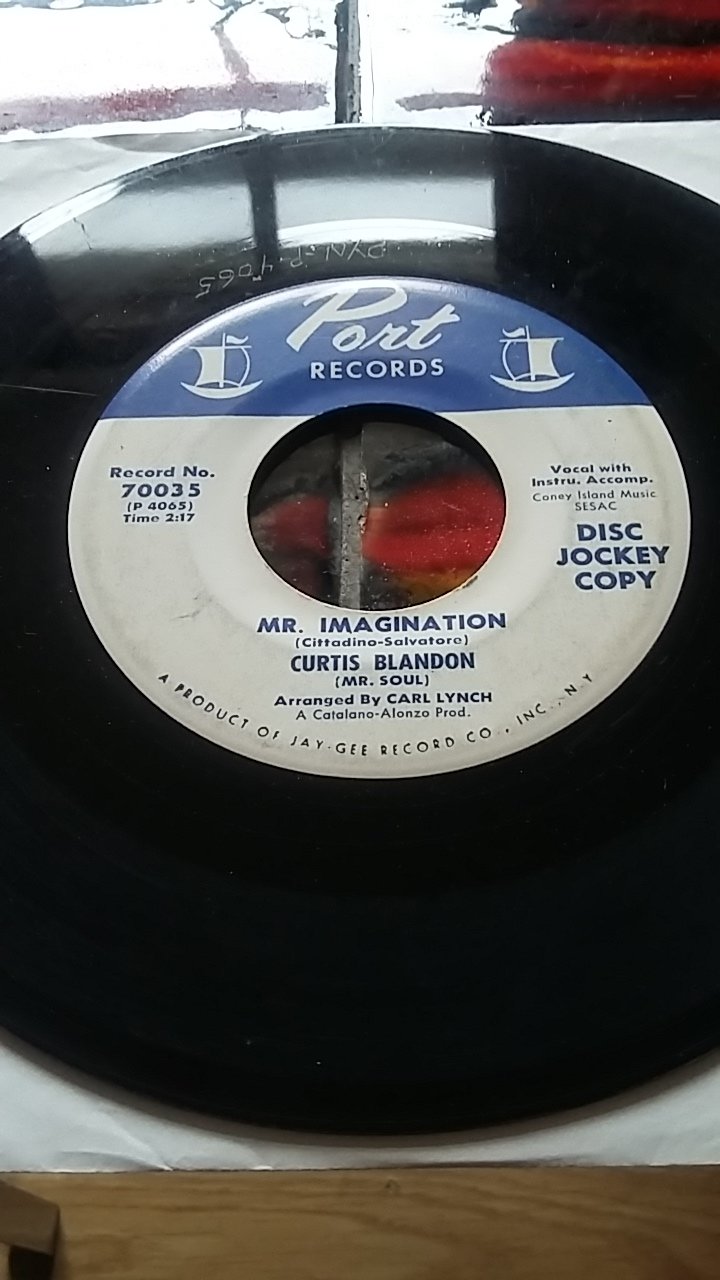 PYN-P-4065
Port
RECORDS
Record No.
70035
(P 4065)
Time 2:17
Vocal with
Instru. Accomp.
Coney Island Music
SESAC
DISC
JOCKEY
COPY
MR. IMAGINATION
(Cittadino-Salvatore)
CURTIS BLANDON
(MR. SOUL)
Arranged By CARL LYNCH
A Catalano-Alonzo Prod.
A PRODUCT OF JAY-GEE RECORD CO., INC., N.Y